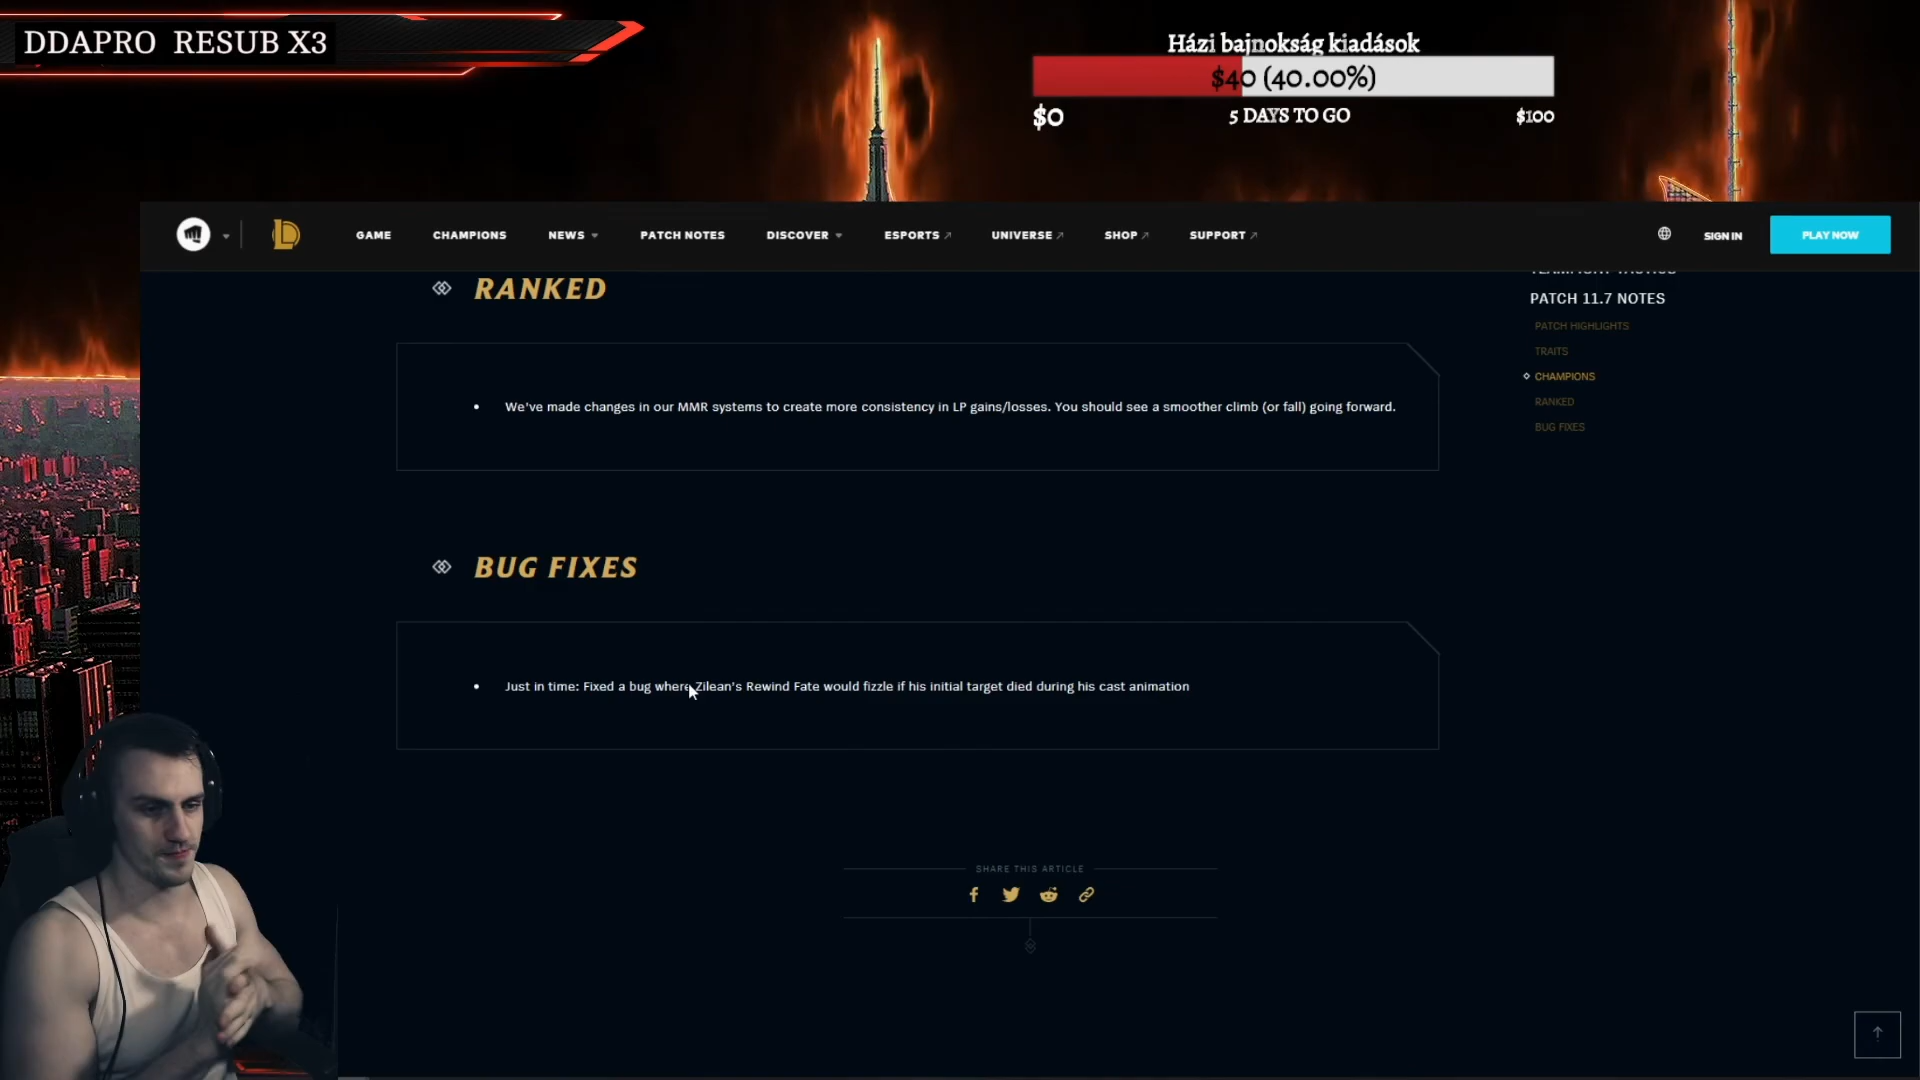 DDAPRO RESUB X3
Házi bajnokság kiadások
$40 (40.00%)
$0
5 DAYS TO GO
$100
GAME
CHAMPIONS
NEWS
PATCH NOTES
DISCOVER
ESPORTS
UNIVERSE
SHOP
SUPPORT
SIGN IN
PLAY NOW
RANKED
We've made changes in our MMR systems to create more consistency in LP gains/losses. You should see a smoother climb (or fall) going forward.
BUG FIXES
Just in time: Fixed a bug where Zilean's Rewind Fate would fizzle if his initial target died during his cast animation
TEAMFIGHT TACTICS
PATCH 11.7 NOTES
PATCH HIGHLIGHTS
TRAITS
CHAMPIONS
RANKED
BUG FIXES
SHARE THIS ARTICLE